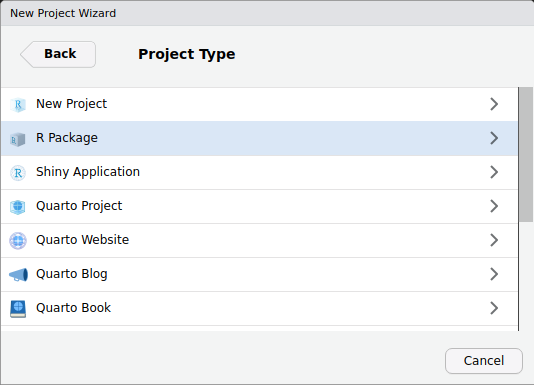 New Project Wizard
Back
Project Type
New Project
R Package
Shiny Application
Quarto Project
Quarto Website
Quarto Blog
Quarto Book
Cancel